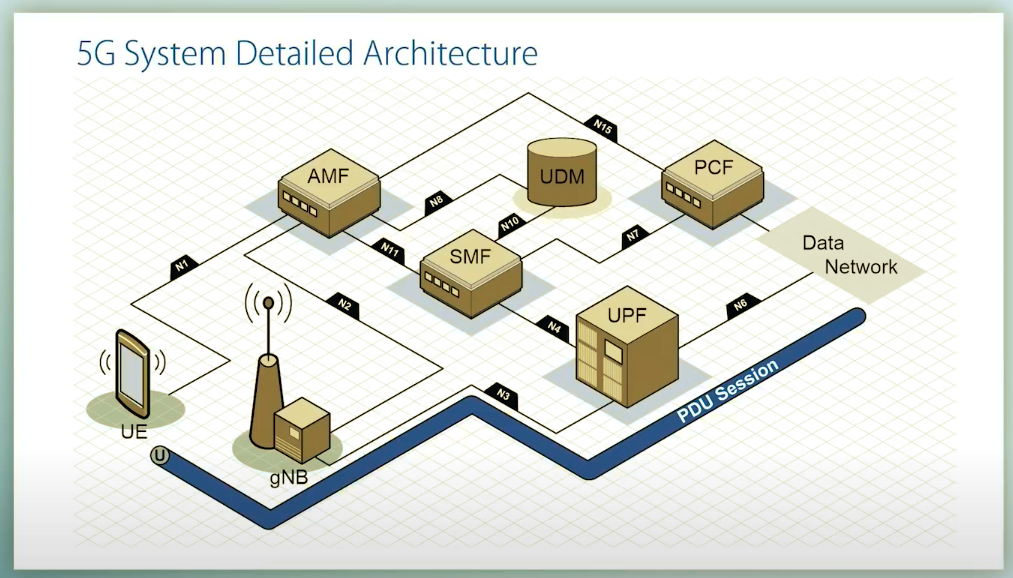 5G System Detailed Architecture
N15
AMF
UDM
PCF
N8
N10
N7
N11
SMF
Data
Network
N1
N2
N4
UPF
N6
N3
PDU Session
UE
U
gNB